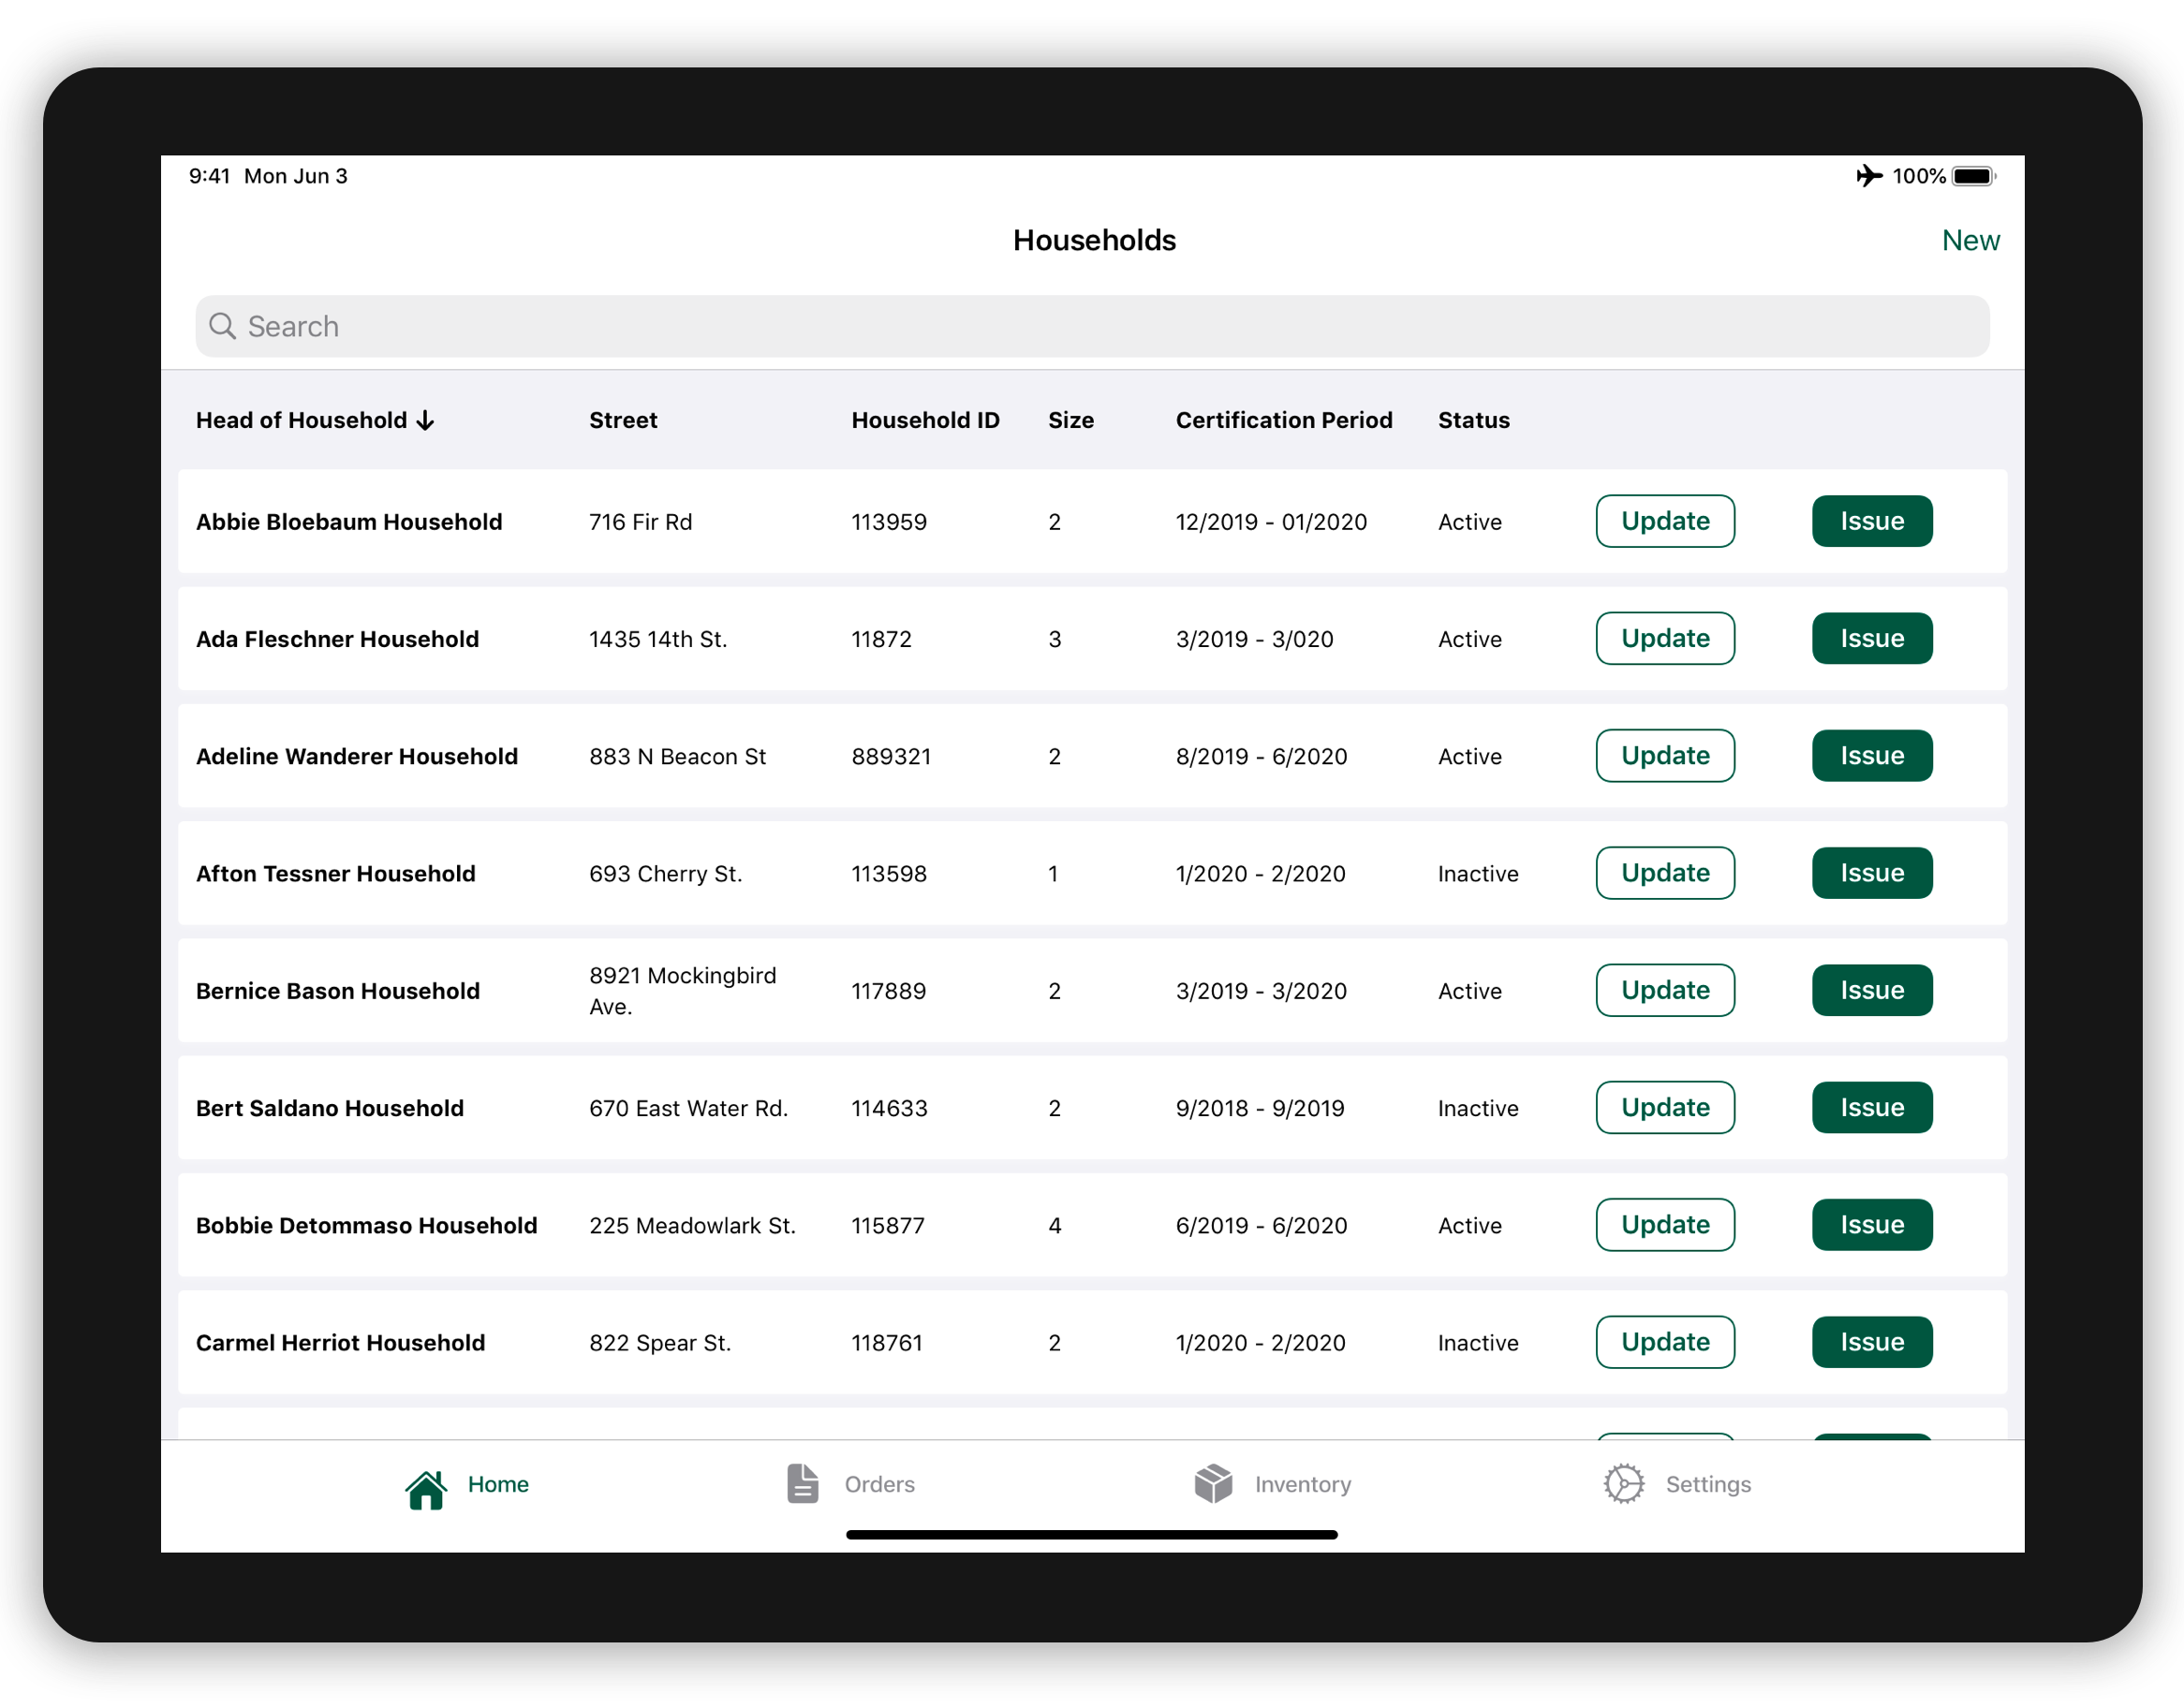 9:41 Mon Jun 3 100%
Households New
Search
Head of Household Street Household ID Size Certification Period Status
Abbie Bloebaum Household 716 Fir Rd 113959 2 12/2019 - 01/2020 Active Update Issue
Ada Fleschner Household 1435 14th St. 11872 3 3/2019 - 3/020 Active Update Issue
Adeline Wanderer Household 883 N Beacon St 889321 2 8/2019 - 6/2020 Active Update Issue
Afton Tessner Household 693 Cherry St. 113598 1 1/2020 - 2/2020 Inactive Update Issue
Bernice Bason Household 8921 Mockingbird
Ave. 117889 2 3/2019 - 3/2020 Active Update Issue
Bert Saldano Household 670 East Water Rd. 114633 2 9/2018 - 9/2019 Inactive Update Issue
Bobbie Detommaso Household 225 Meadowlark St. 115877 4 6/2019 - 6/2020 Active Update Issue
Carmel Herriot Household 822 Spear St. 118761 2 1/2020 - 2/2020 Inactive Update Issue
Home Orders Inventory Settings